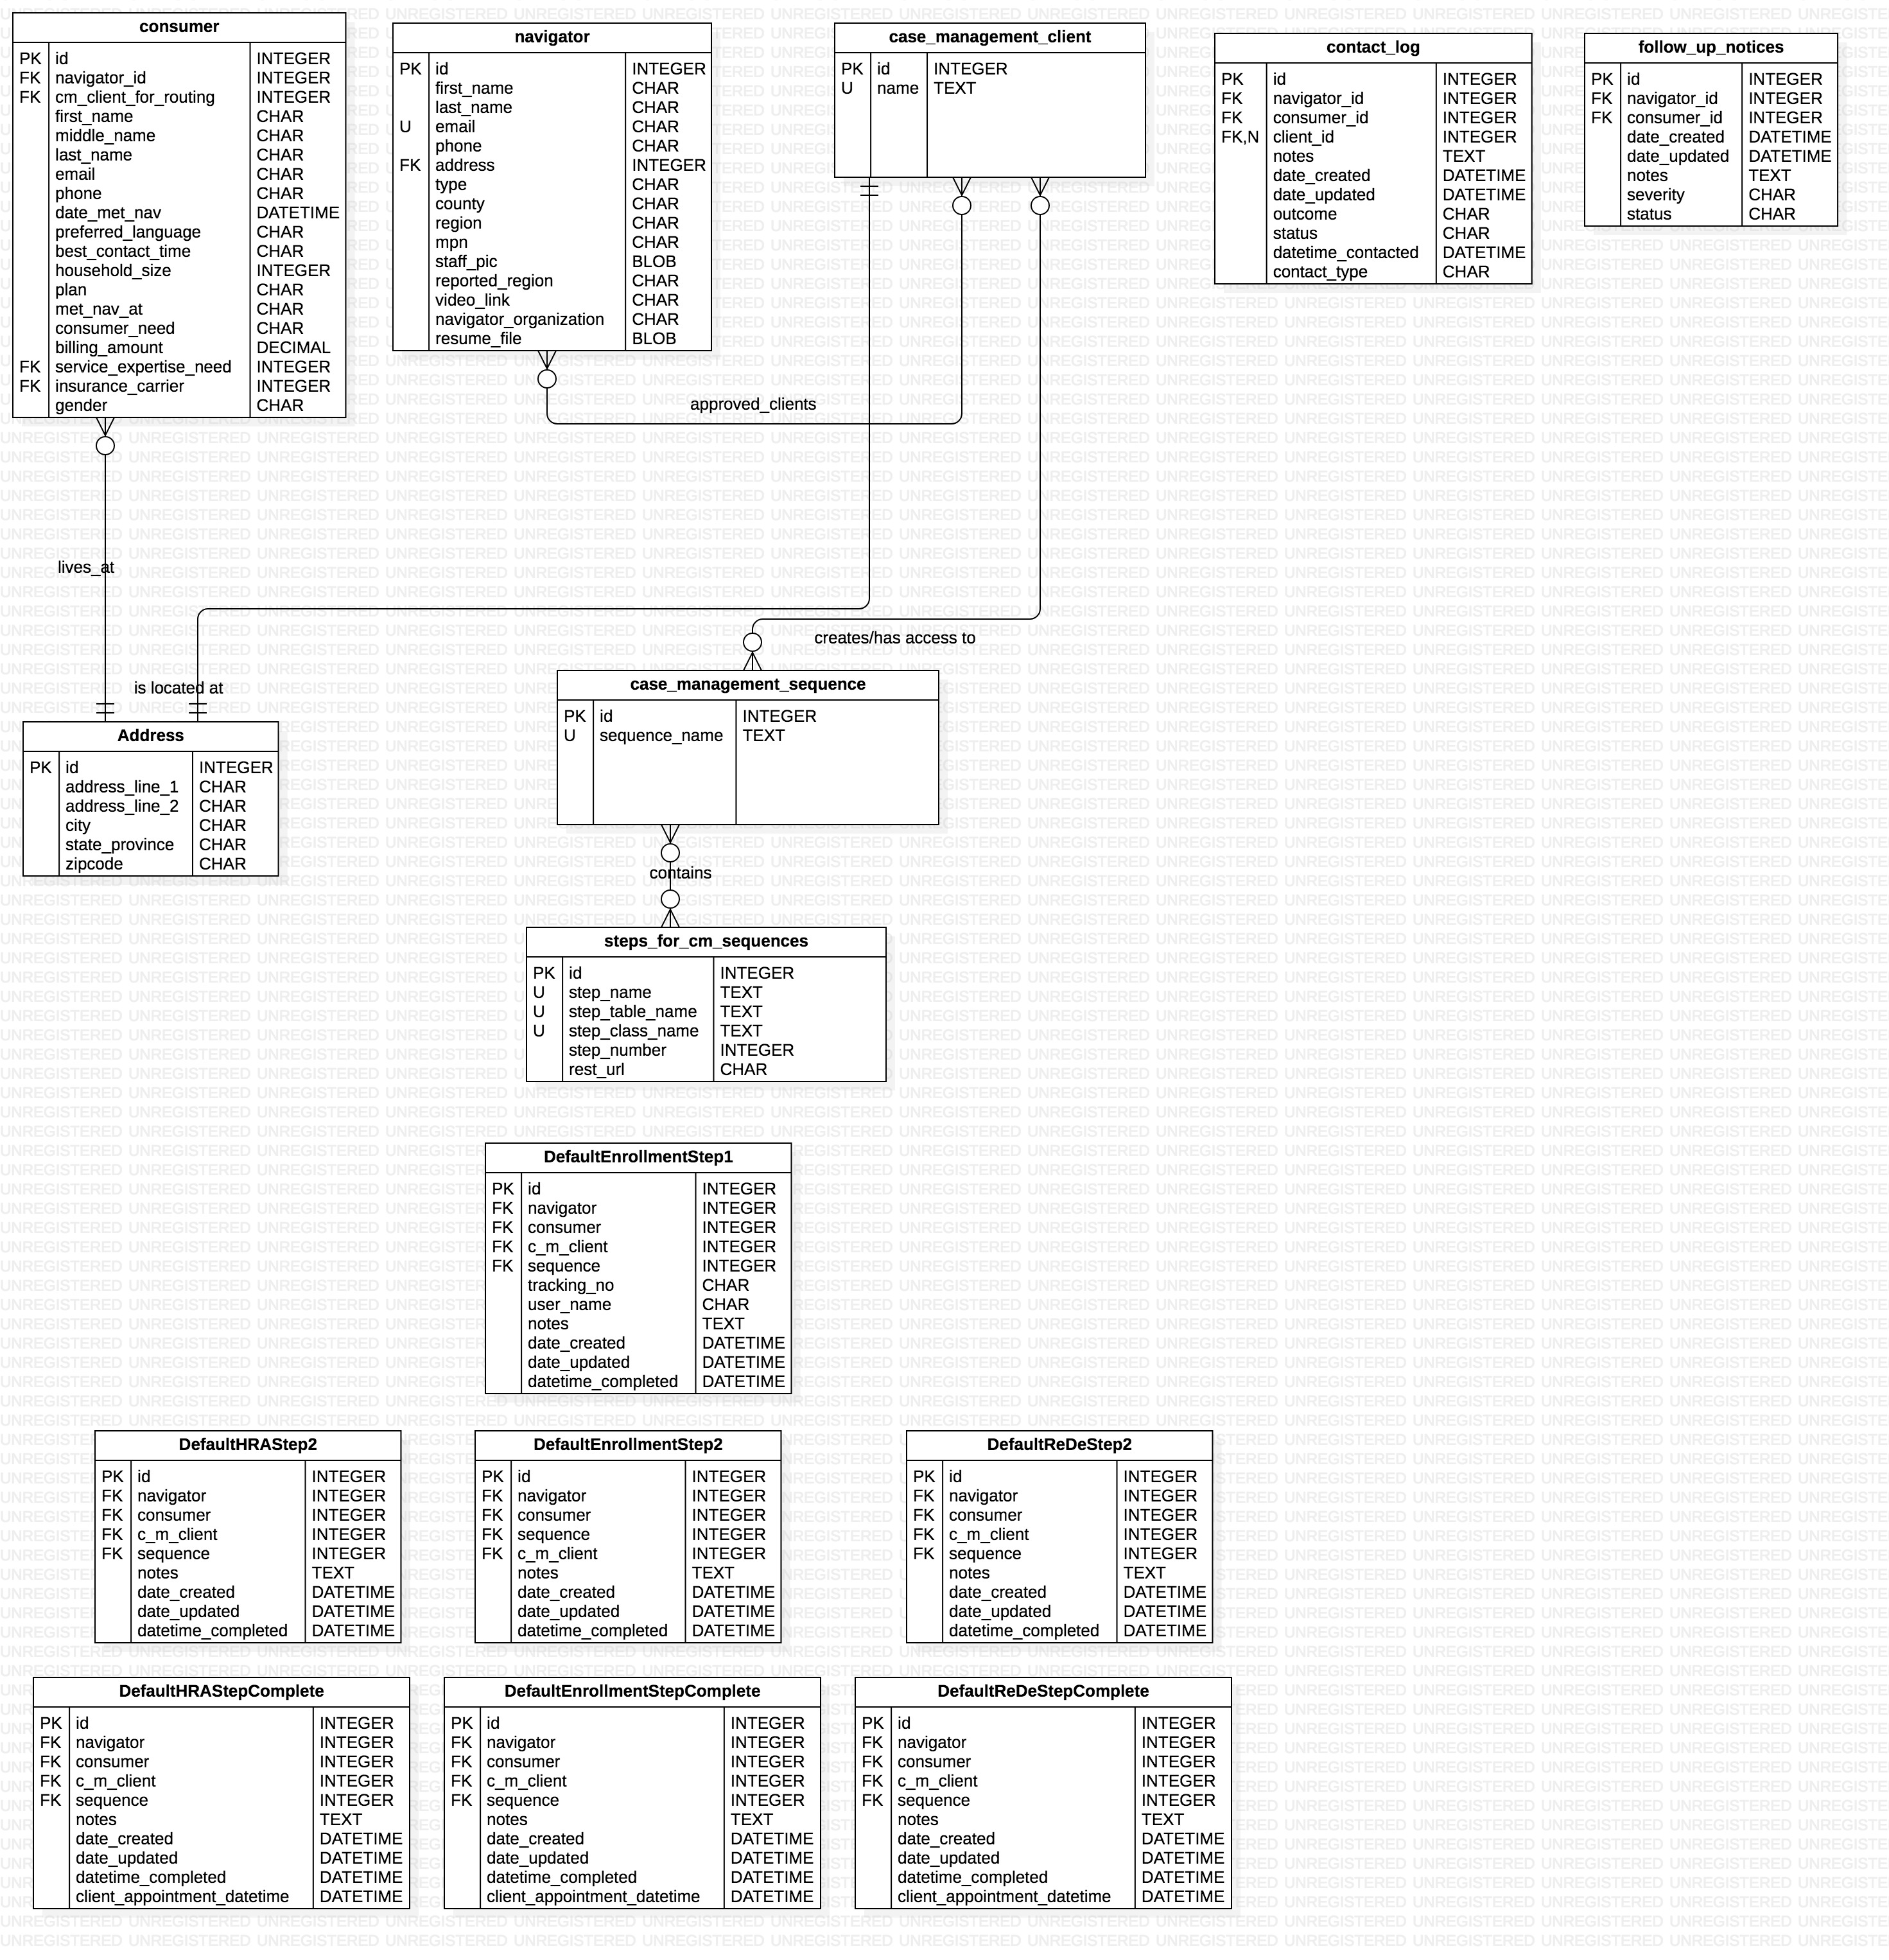 consumer
PK id INTEGER
FK navigator_id INTEGER
FK cm_client_for_routing INTEGER
first_name CHAR
middle_name CHAR
last_name CHAR
email CHAR
phone CHAR
date_met_nav DATETIME
preferred_language CHAR
best_contact_time CHAR
household_size INTEGER
plan CHAR
met_nav_at CHAR
consumer_need CHAR
billing_amount DECIMAL
FK service_expertise_need INTEGER
FK insurance_carrier INTEGER
gender CHAR
navigator
PK id INTEGER
first_name CHAR
last_name CHAR
U email CHAR
phone CHAR
FK address INTEGER
type CHAR
county CHAR
region CHAR
mpn CHAR
staff_pic BLOB
reported_region CHAR
video_link CHAR
navigator_organization CHAR
resume_file BLOB
case_management_client
PK id INTEGER
U name TEXT
contact_log
PK id INTEGER
FK navigator_id INTEGER
FK consumer_id INTEGER
FK,N client_id INTEGER
notes TEXT
date_created DATETIME
date_updated DATETIME
outcome CHAR
status CHAR
datetime_contacted DATETIME
contact_type CHAR
follow_up_notices
PK id INTEGER
FK navigator_id INTEGER
FK consumer_id INTEGER
date_created DATETIME
date_updated DATETIME
notes TEXT
severity CHAR
status CHAR
approved_clients
lives_at
creates/has access to
is located at
Address
PK id INTEGER
address_line_1 CHAR
address_line_2 CHAR
city CHAR
state_province CHAR
zipcode CHAR
case_management_sequence
PK id INTEGER
U sequence_name TEXT
contains
steps_for_cm_sequences
PK id INTEGER
U step_name TEXT
U step_table_name TEXT
U step_class_name TEXT
step_number INTEGER
rest_url CHAR
DefaultEnrollmentStep1
PK id INTEGER
FK navigator INTEGER
FK consumer INTEGER
FK c_m_client INTEGER
FK sequence INTEGER
tracking_no CHAR
user_name CHAR
notes TEXT
date_created DATETIME
date_updated DATETIME
datetime_completed DATETIME
DefaultHRAStep2
PK id INTEGER
FK navigator INTEGER
FK consumer INTEGER
FK c_m_client INTEGER
FK sequence INTEGER
notes TEXT
date_created DATETIME
date_updated DATETIME
datetime_completed DATETIME
DefaultEnrollmentStep2
PK id INTEGER
FK navigator INTEGER
FK consumer INTEGER
FK sequence INTEGER
FK c_m_client INTEGER
notes TEXT
date_created DATETIME
date_updated DATETIME
datetime_completed DATETIME
DefaultReDeStep2
PK id INTEGER
FK navigator INTEGER
FK consumer INTEGER
FK c_m_client INTEGER
FK sequence INTEGER
notes TEXT
date_created DATETIME
date_updated DATETIME
datetime_completed DATETIME
DefaultHRAStepComplete
PK id INTEGER
FK navigator INTEGER
FK consumer INTEGER
FK c_m_client INTEGER
FK sequence INTEGER
notes TEXT
date_created DATETIME
date_updated DATETIME
datetime_completed DATETIME
client_appointment_datetime DATETIME
DefaultEnrollmentStepComplete
PK id INTEGER
FK navigator INTEGER
FK consumer INTEGER
FK c_m_client INTEGER
FK sequence INTEGER
notes TEXT
date_created DATETIME
date_updated DATETIME
datetime_completed DATETIME
client_appointment_datetime DATETIME
DefaultReDeStepComplete
PK id INTEGER
FK navigator INTEGER
FK consumer INTEGER
FK c_m_client INTEGER
FK sequence INTEGER
notes TEXT
date_created DATETIME
date_updated DATETIME
datetime_completed DATETIME
client_appointment_datetime DATETIME
UNREGISTERED